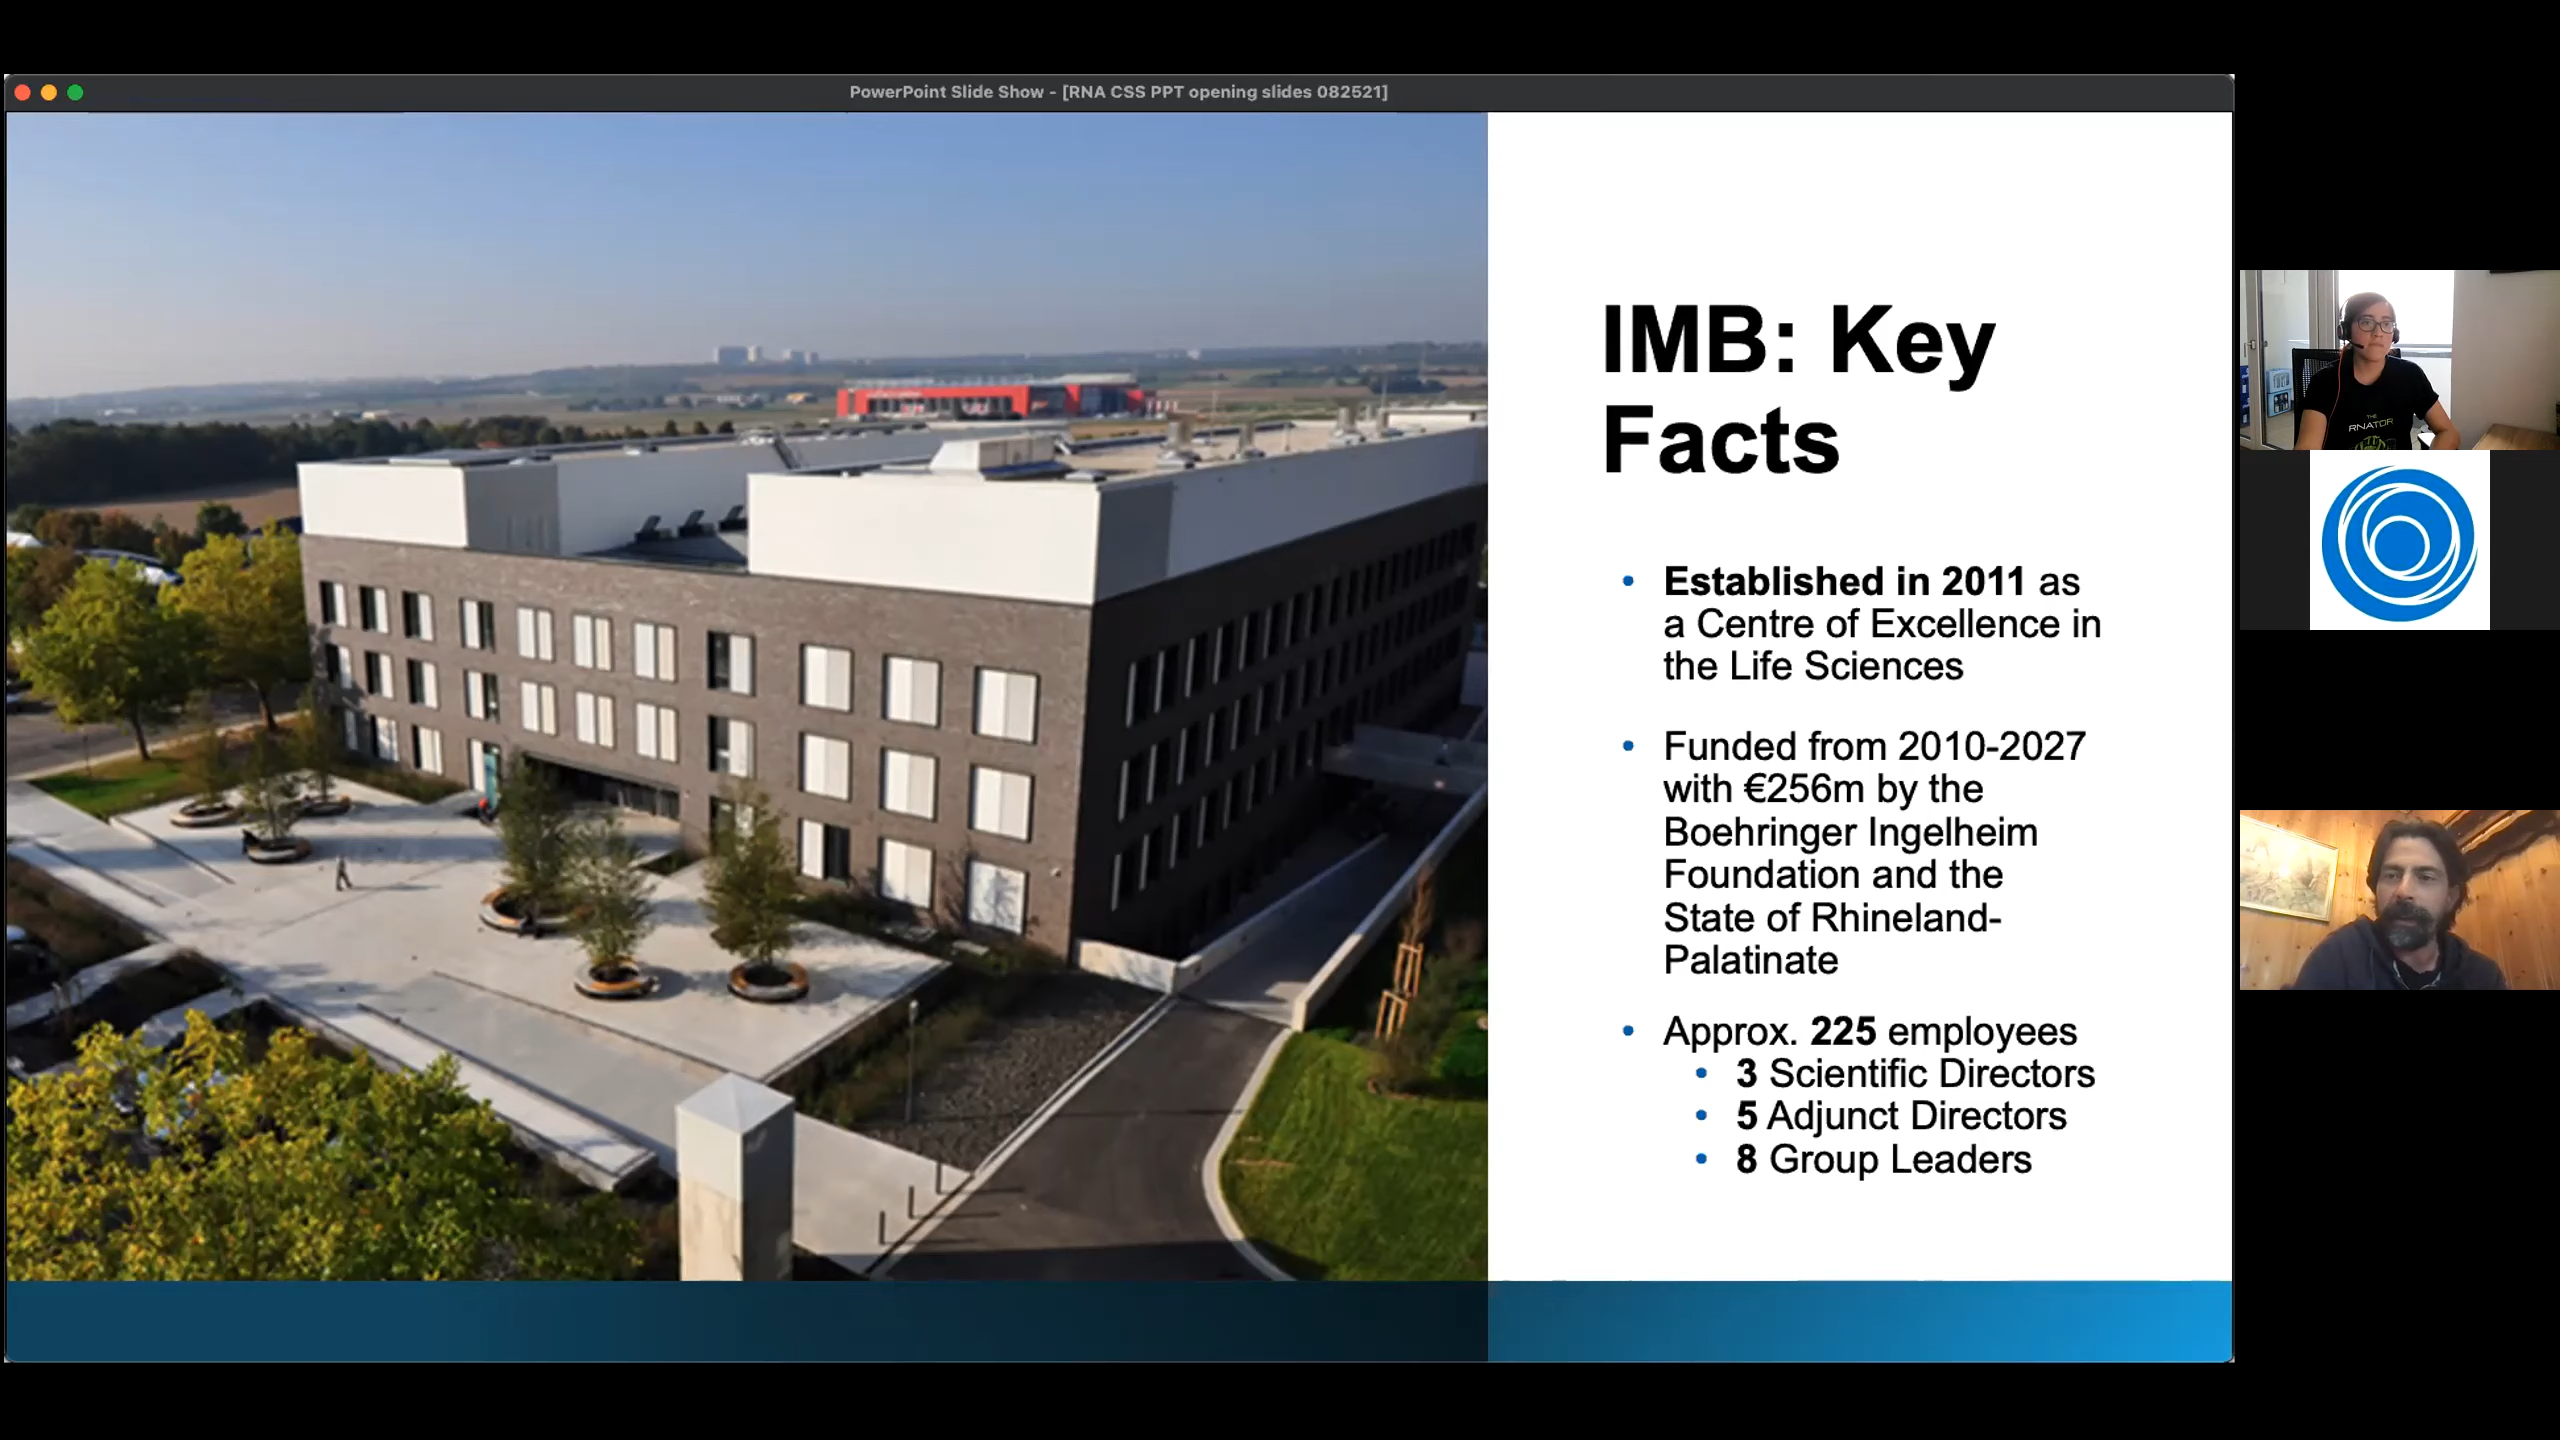 PowerPoint Slide Show - [RNA CSS PPT opening slides 082521]
IMB: Key
Facts
• Established in 2011 as
a Centre of Excellence in
the Life Sciences
• Funded from 2010-2027
with €256m by the
Boehringer Ingelheim
Foundation and the
State of Rhineland-
Palatinate
• Approx. 225 employees
• 3 Scientific Directors
• 5 Adjunct Directors
• 8 Group Leaders
THE
RNATOR